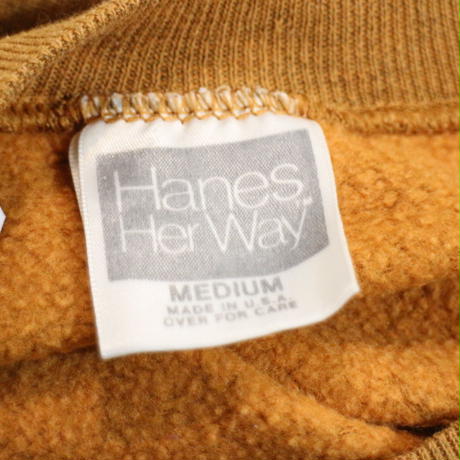 Hanes.
Her Way
MEDIUM
MADE IN U.S.A.
OVER FOR CARE